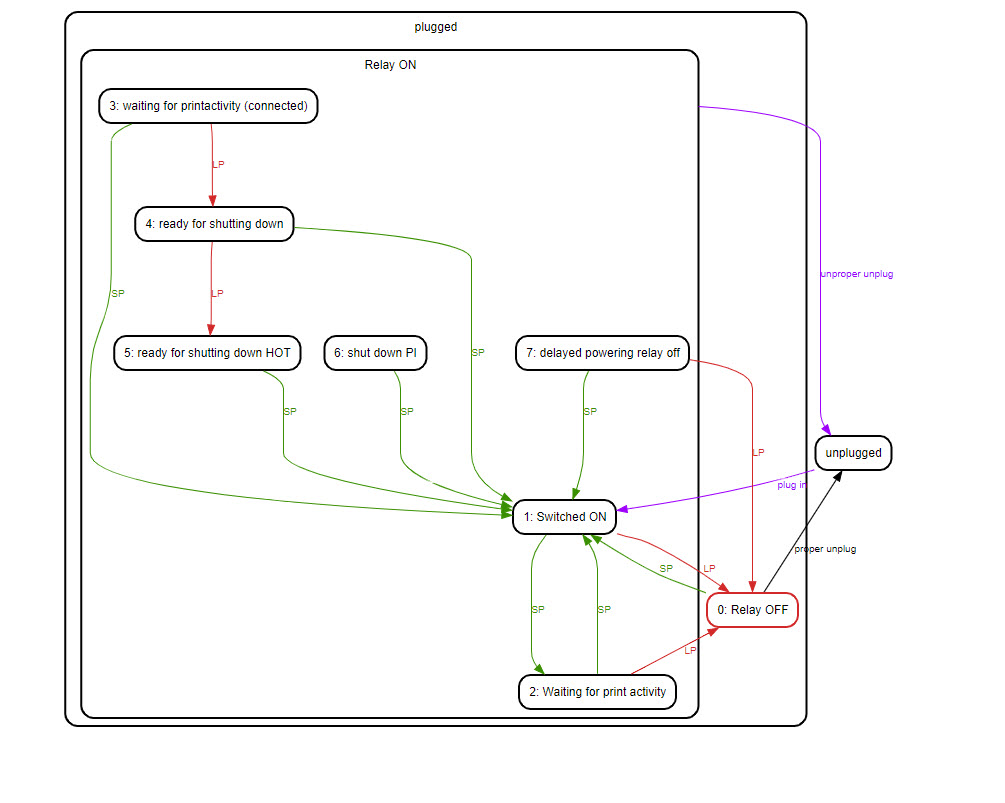 plugged
Relay ON
3: waiting for printactivity (connected)
LP
4: ready for shutting down
unproper unplug
SP
LP
5: ready for shutting down HOT
6: shut down PI
SP
7: delayed powering relay off
SP
SP
SP
LP
unplugged
plug in
1: Switched ON
proper unplug
SP
LP
SP
SP
0: Relay OFF
LP
2: Waiting for print activity